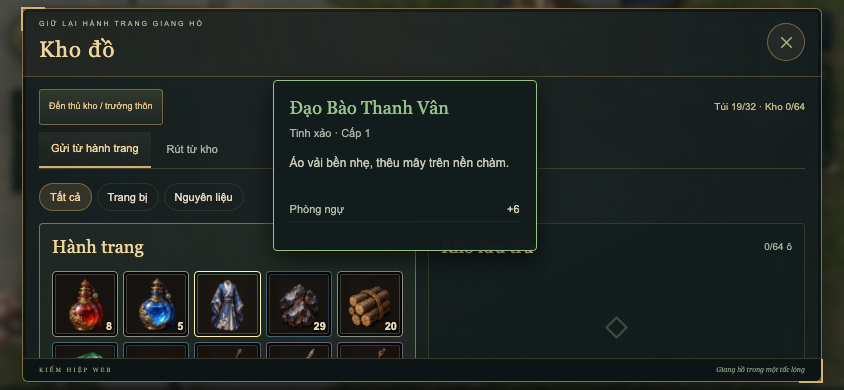 GIỮ LẠI HÀNH TRANG GIANG HỒ
Kho đồ
Đến thủ kho / trưởng thôn
Túi 19/32 · Kho 0/64
Gửi từ hành trang
Rút từ kho
Tất cả
Trang bị
Nguyên liệu
Đạo Bào Thanh Vân
Tinh xảo · Cấp 1
Áo vải bền nhẹ, thêu mây trên nền chàm.
Phòng ngự +6
Hành trang
0/64 ô
8
5
29
20
KIẾM HIỆP WEB
Giang hồ trong một tấc lòng